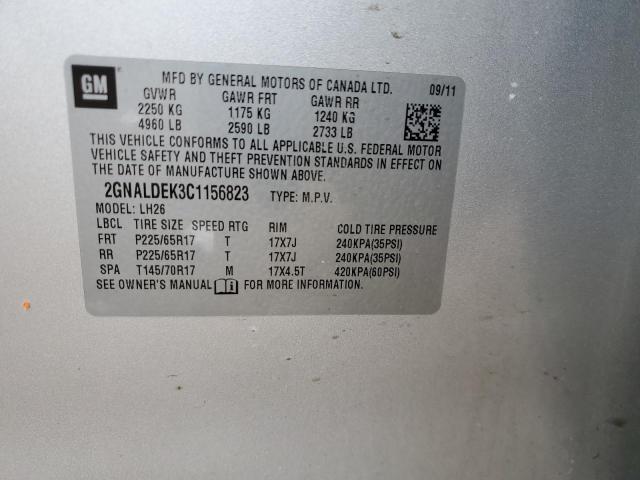 GM
MFD BY GENERAL MOTORS OF CANADA LTD. 09/11
GVWR GAWR FRT GAWR RR
2250 KG 1175 KG 1240 KG
4960 LB 2590 LB 2733 LB
THIS VEHICLE CONFORMS TO ALL APPLICABLE U.S. FEDERAL MOTOR
VEHICLE SAFETY AND THEFT PREVENTION STANDARDS IN EFFECT ON
THE DATE OF MANUFACTURE SHOWN ABOVE.
2GNALDEK3C1156823 TYPE: M.P.V.
MODEL: LH26
LBCL TIRE SIZE SPEED RTG RIM COLD TIRE PRESSURE
FRT P225/65R17 T 17X7J 240KPA(35PSI)
RR P225/65R17 T 17X7J 240KPA(35PSI)
SPA T145/70R17 M 17X4.5T 420KPA(60PSI)
SEE OWNER'S MANUAL FOR MORE INFORMATION.